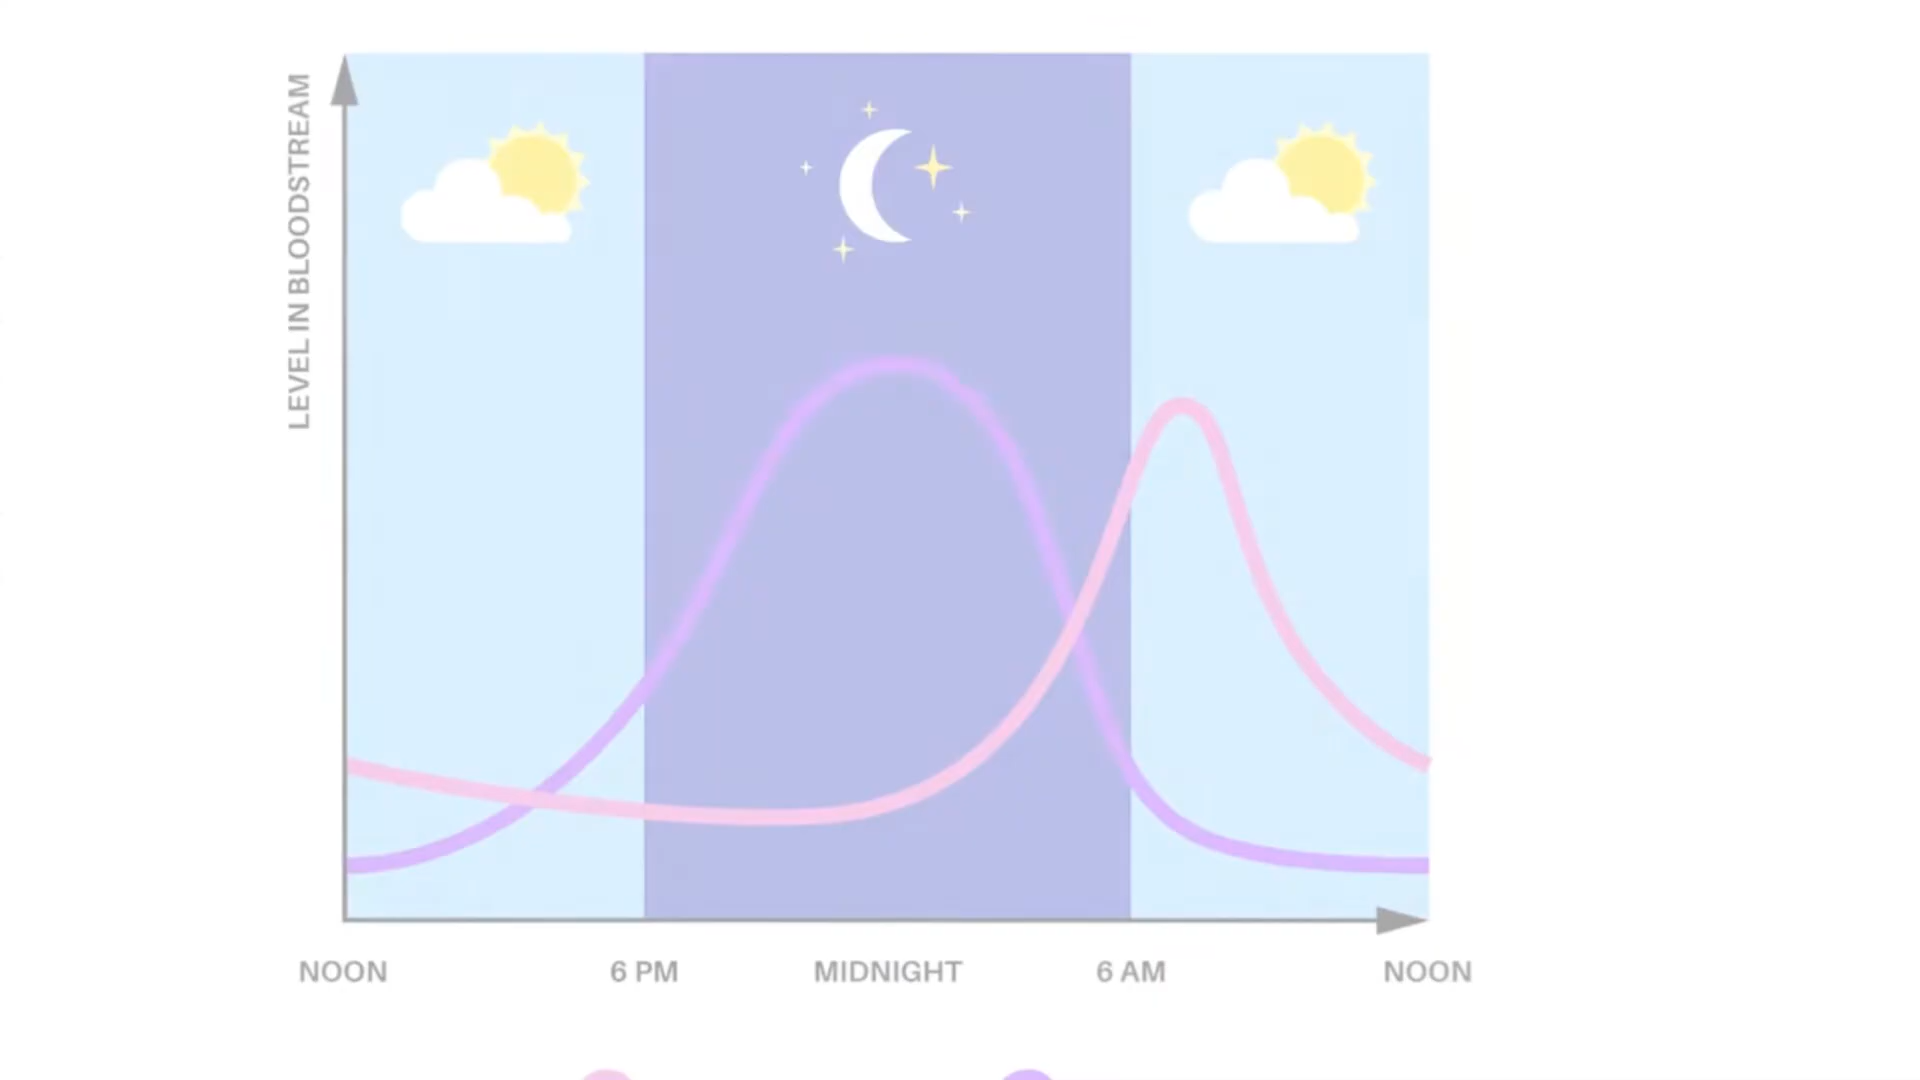 LEVEL IN BLOODSTREAM
NOON
6 PM
MIDNIGHT
6 AM
NOON